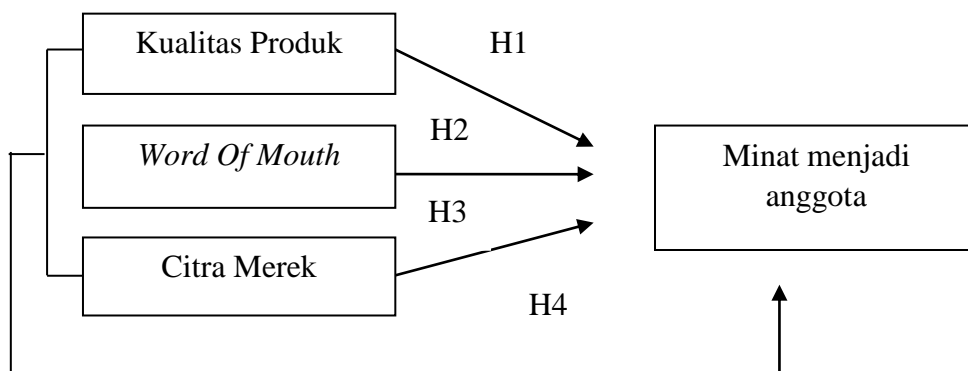 Kualitas Produk
H1
H2
Word Of Mouth
Minat menjadi
anggota
H3
Citra Merek
H4